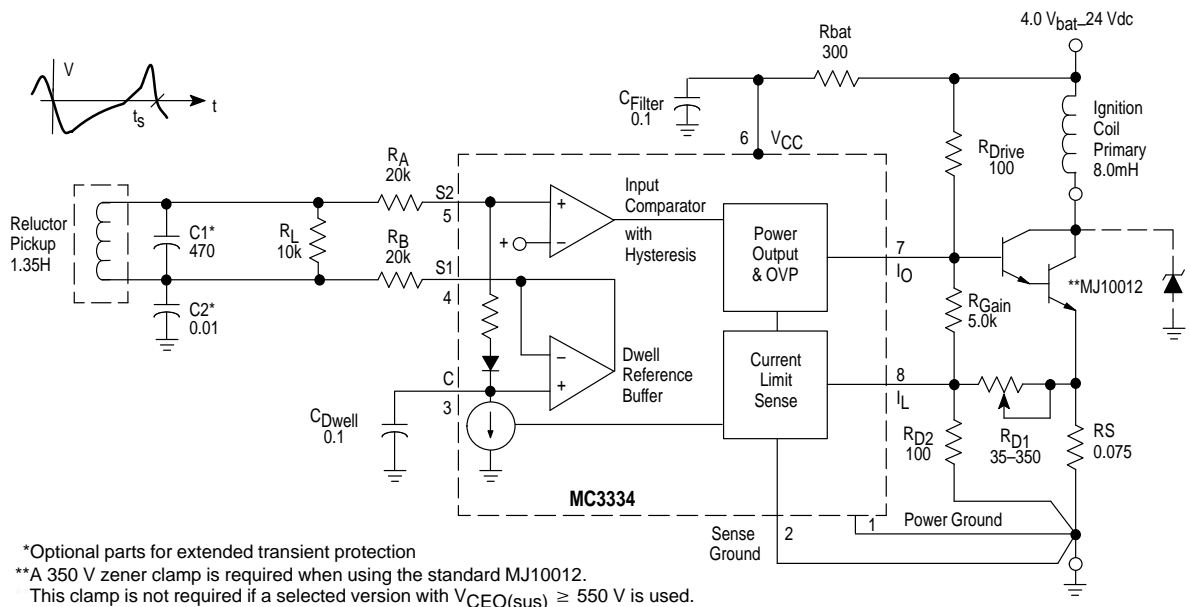 4.0 Vbat–24 Vdc
Rbat
300
V
t
ts
CFilter
0.1
6
VCC
RDrive
100
Ignition
Coil
Primary
8.0mH
RA
20k
S2
5
Input
Comparator
with
Hysteresis
+
–
+
Reluctor
Pickup
1.35H
C1*
470
RL
10k
RB
20k
S1
4
Power
Output
& OVP
7
IO
**MJ10012
C2*
0.01
RGain
5.0k
–
+
Dwell
Reference
Buffer
Current
Limit
Sense
8
IL
C
3
CDwell
0.1
RD2
100
RD1
35–350
RS
0.075
MC3334
Sense
Ground
2
1
Power Ground
*Optional parts for extended transient protection
**A 350 V zener clamp is required when using the standard MJ10012.
This clamp is not required if a selected version with VCEO(sus) ≥ 550 V is used.